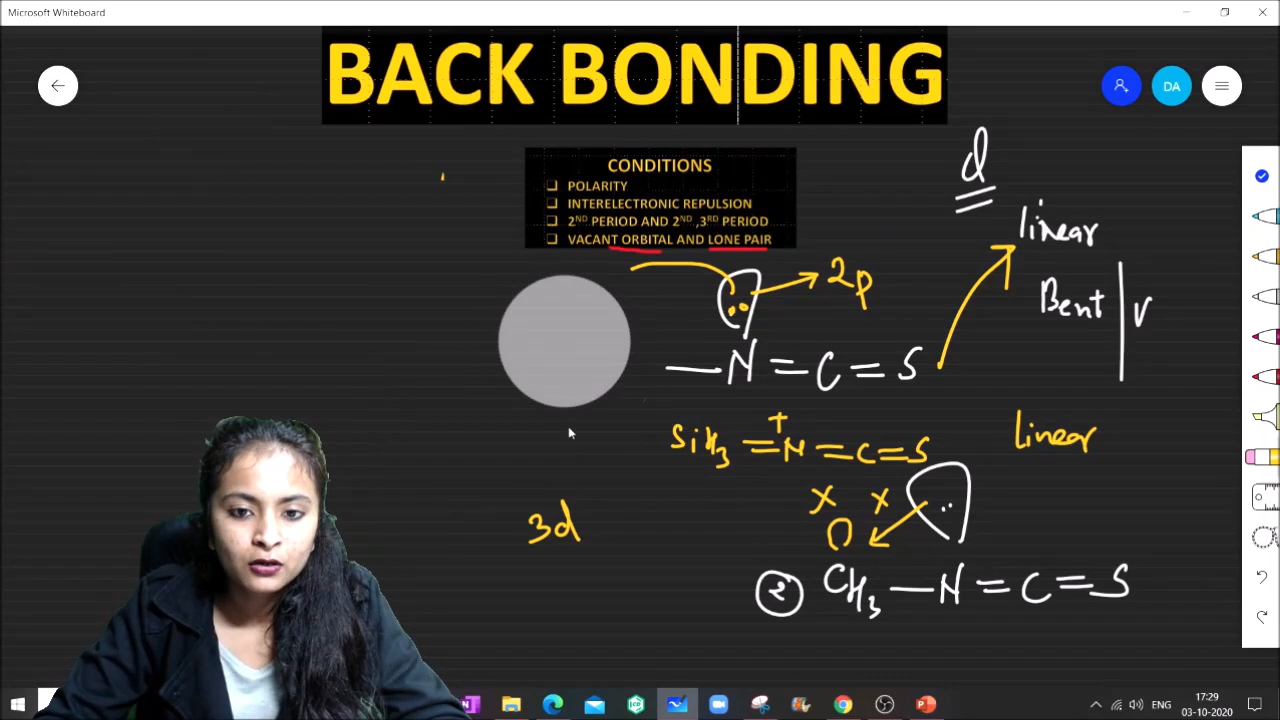 Microsoft Whiteboard
BACK BONDING
DA
CONDITIONS
POLARITY
INTERELECTRONIC REPULSION
2ND PERIOD AND 2ND ,3RD PERIOD
VACANT ORBITAL AND LONE PAIR
d
linear
Bent V
2p
—N=C=S
SiH3=N+=C=S
linear
x x
3d
② CH3—N=C=S
ENG
17:29
03-10-2020